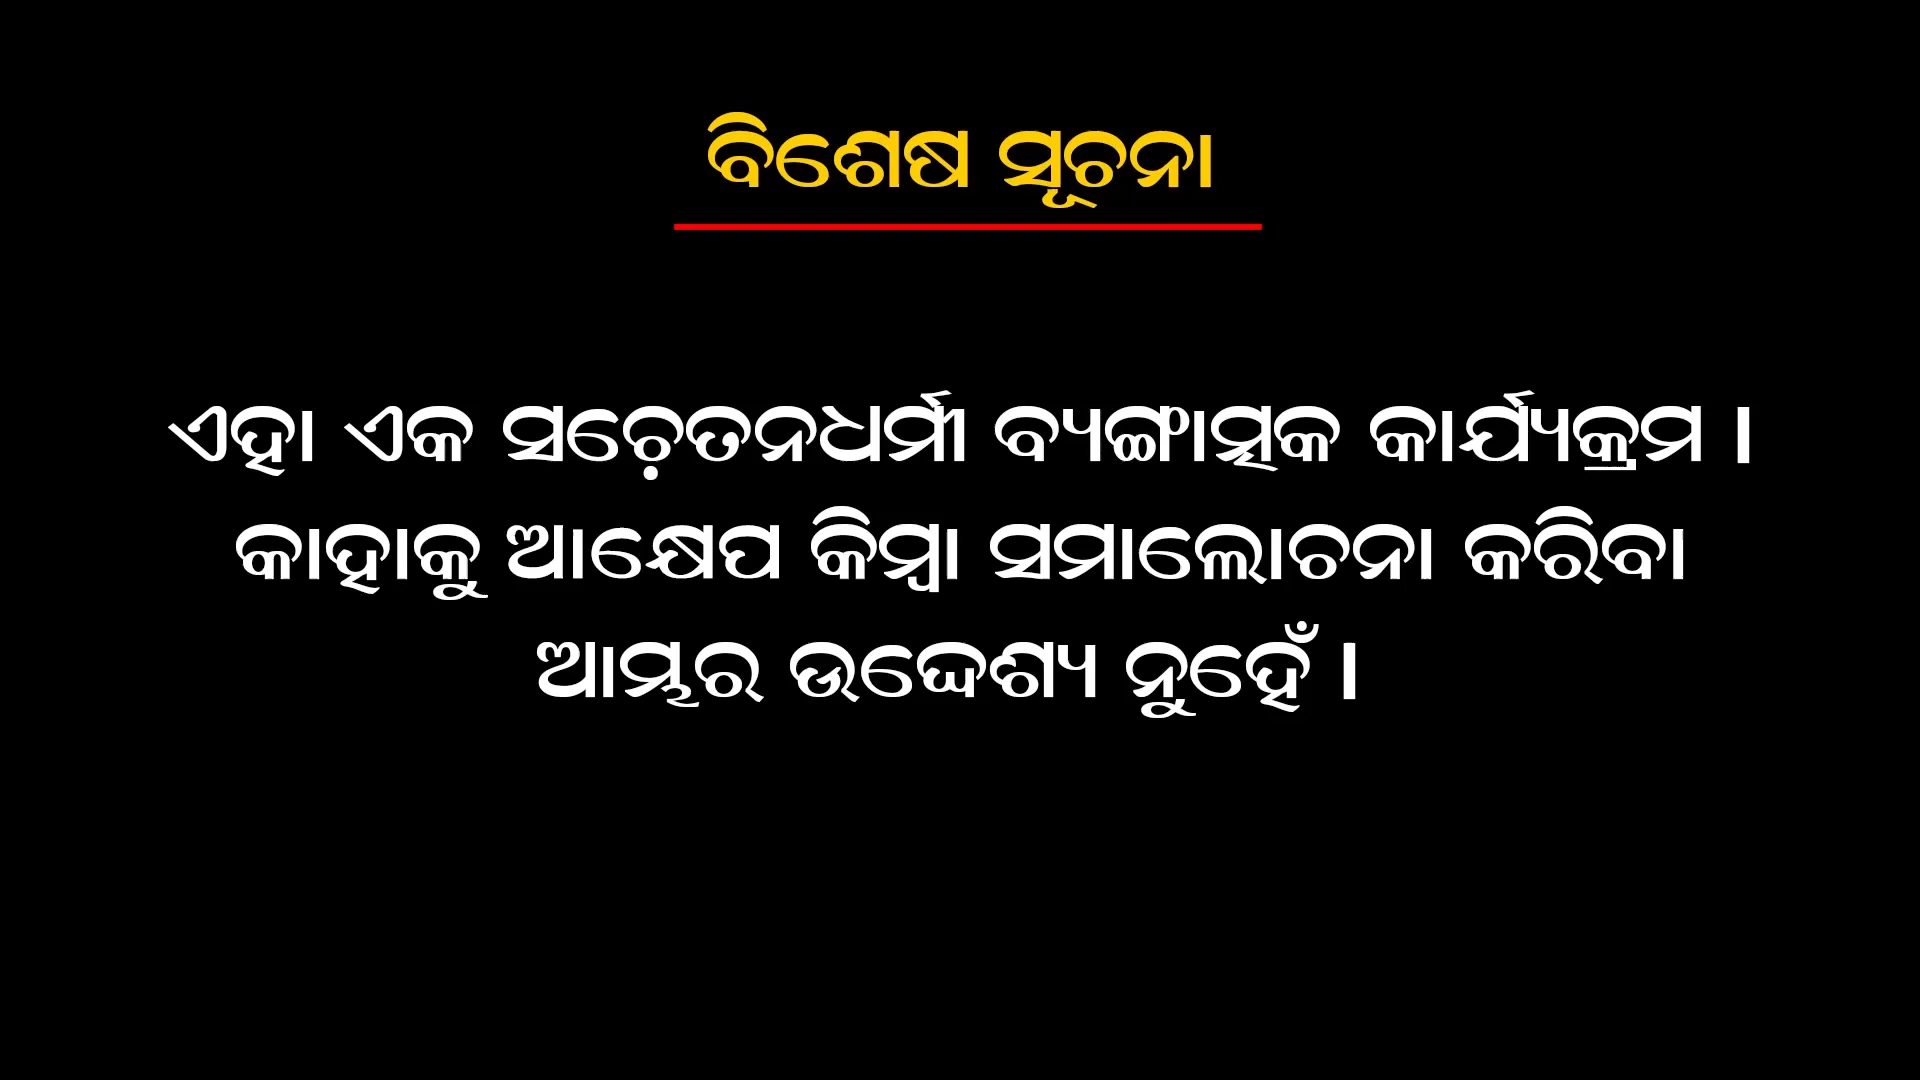 ବିଶେଷ ସୂଚନା
ଏହା ଏକ ସଚେ଼ତନଧର୍ମୀ ବ୍ୟଙ୍ଗାତ୍ମକ କାର୍ଯ୍ୟକ୍ରମ ।
କାହାକୁ ଆକ୍ଷେପ କିମ୍ବା ସମାଲୋଚନା କରିବା
ଆମ୍ଭର ଉଦ୍ଦେଶ୍ୟ ନୁହେଁ ।